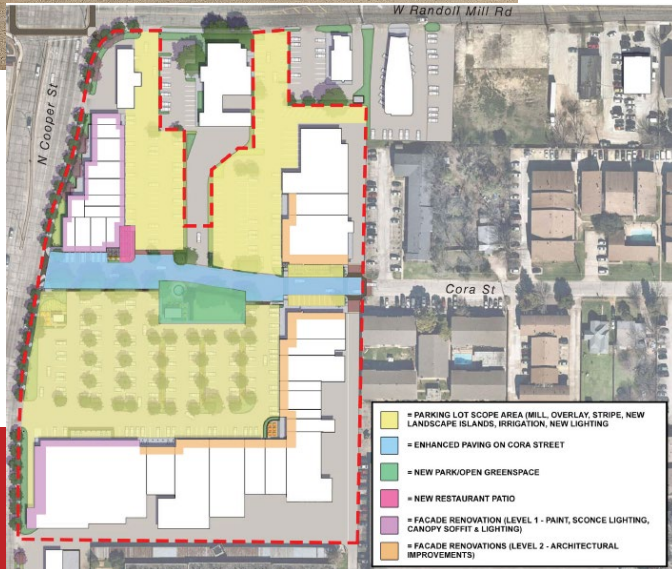 W Randoll Mill Rd
N Cooper St
Cora St
= PARKING LOT SCOPE AREA (MILL, OVERLAY, STRIPE, NEW
LANDSCAPE ISLANDS, IRRIGATION, NEW LIGHTING
= ENHANCED PAVING ON CORA STREET
= NEW PARK/OPEN GREENSPACE
= NEW RESTAURANT PATIO
= FACADE RENOVATION (LEVEL 1 - PAINT, SCONCE LIGHTING,
CANOPY SOFFIT & LIGHTING)
= FACADE RENOVATIONS (LEVEL 2 - ARCHITECTURAL
IMPROVEMENTS)